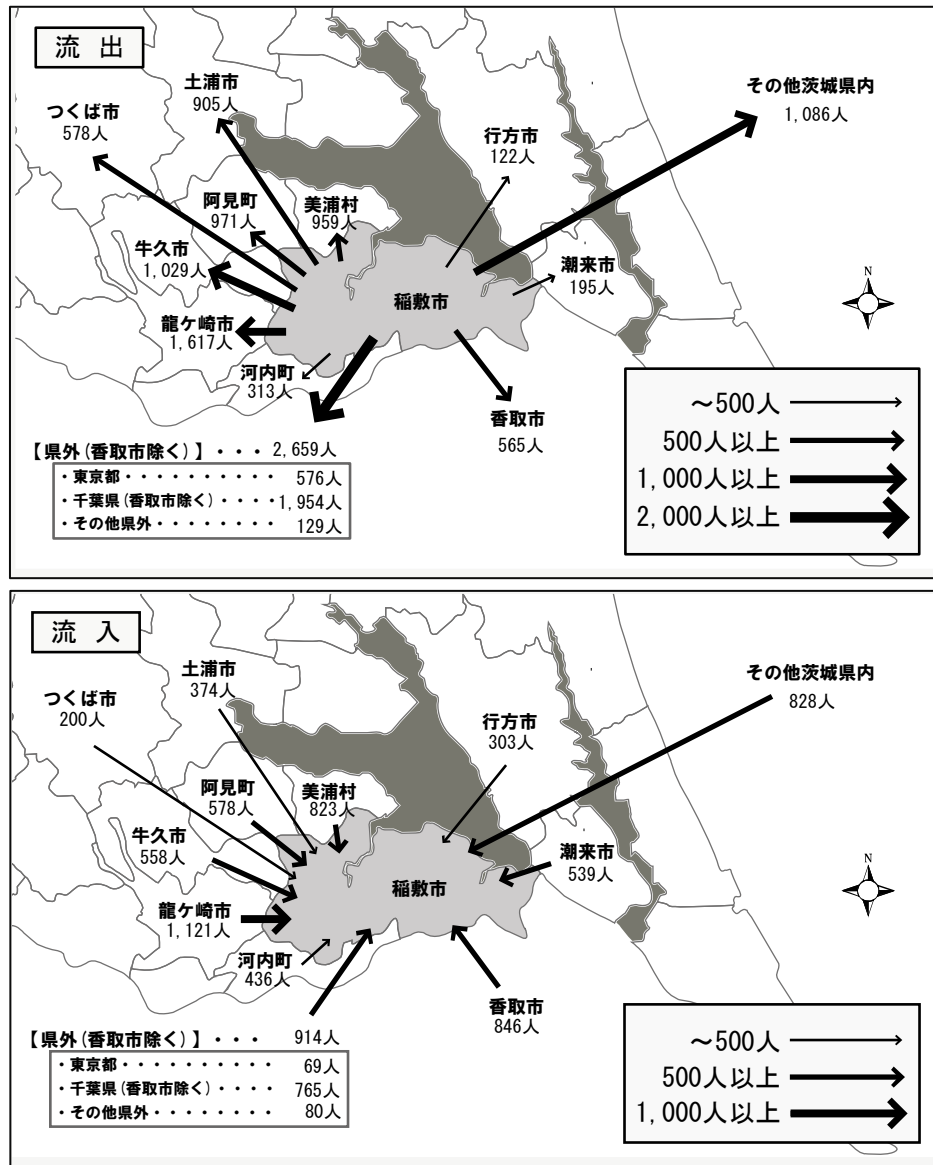 流 出
その他茨城県内
1,086人
土浦市
905人
つくば市
578人
行方市
122人
阿見町
971人
美浦村
959人
牛久市
1,029人
潮来市
195人
稲敷市
龍ケ崎市
1,617人
河内町
313人
香取市
565人
【県外(香取市除く)】・・・ 2,659人
・東京都・・・・・・・・・・ 576人
・千葉県(香取市除く)・・・・1,954人
・その他県外・・・・・・・・ 129人
N
～500人
500人以上
1,000人以上
2,000人以上
流 入
その他茨城県内
828人
土浦市
374人
つくば市
200人
行方市
303人
阿見町
578人
美浦村
823人
牛久市
558人
潮来市
539人
稲敷市
龍ケ崎市
1,121人
河内町
436人
香取市
846人
【県外(香取市除く)】・・・ 914人
・東京都・・・・・・・・・・ 69人
・千葉県(香取市除く)・・・・ 765人
・その他県外・・・・・・・・ 80人
N
～500人
500人以上
1,000人以上